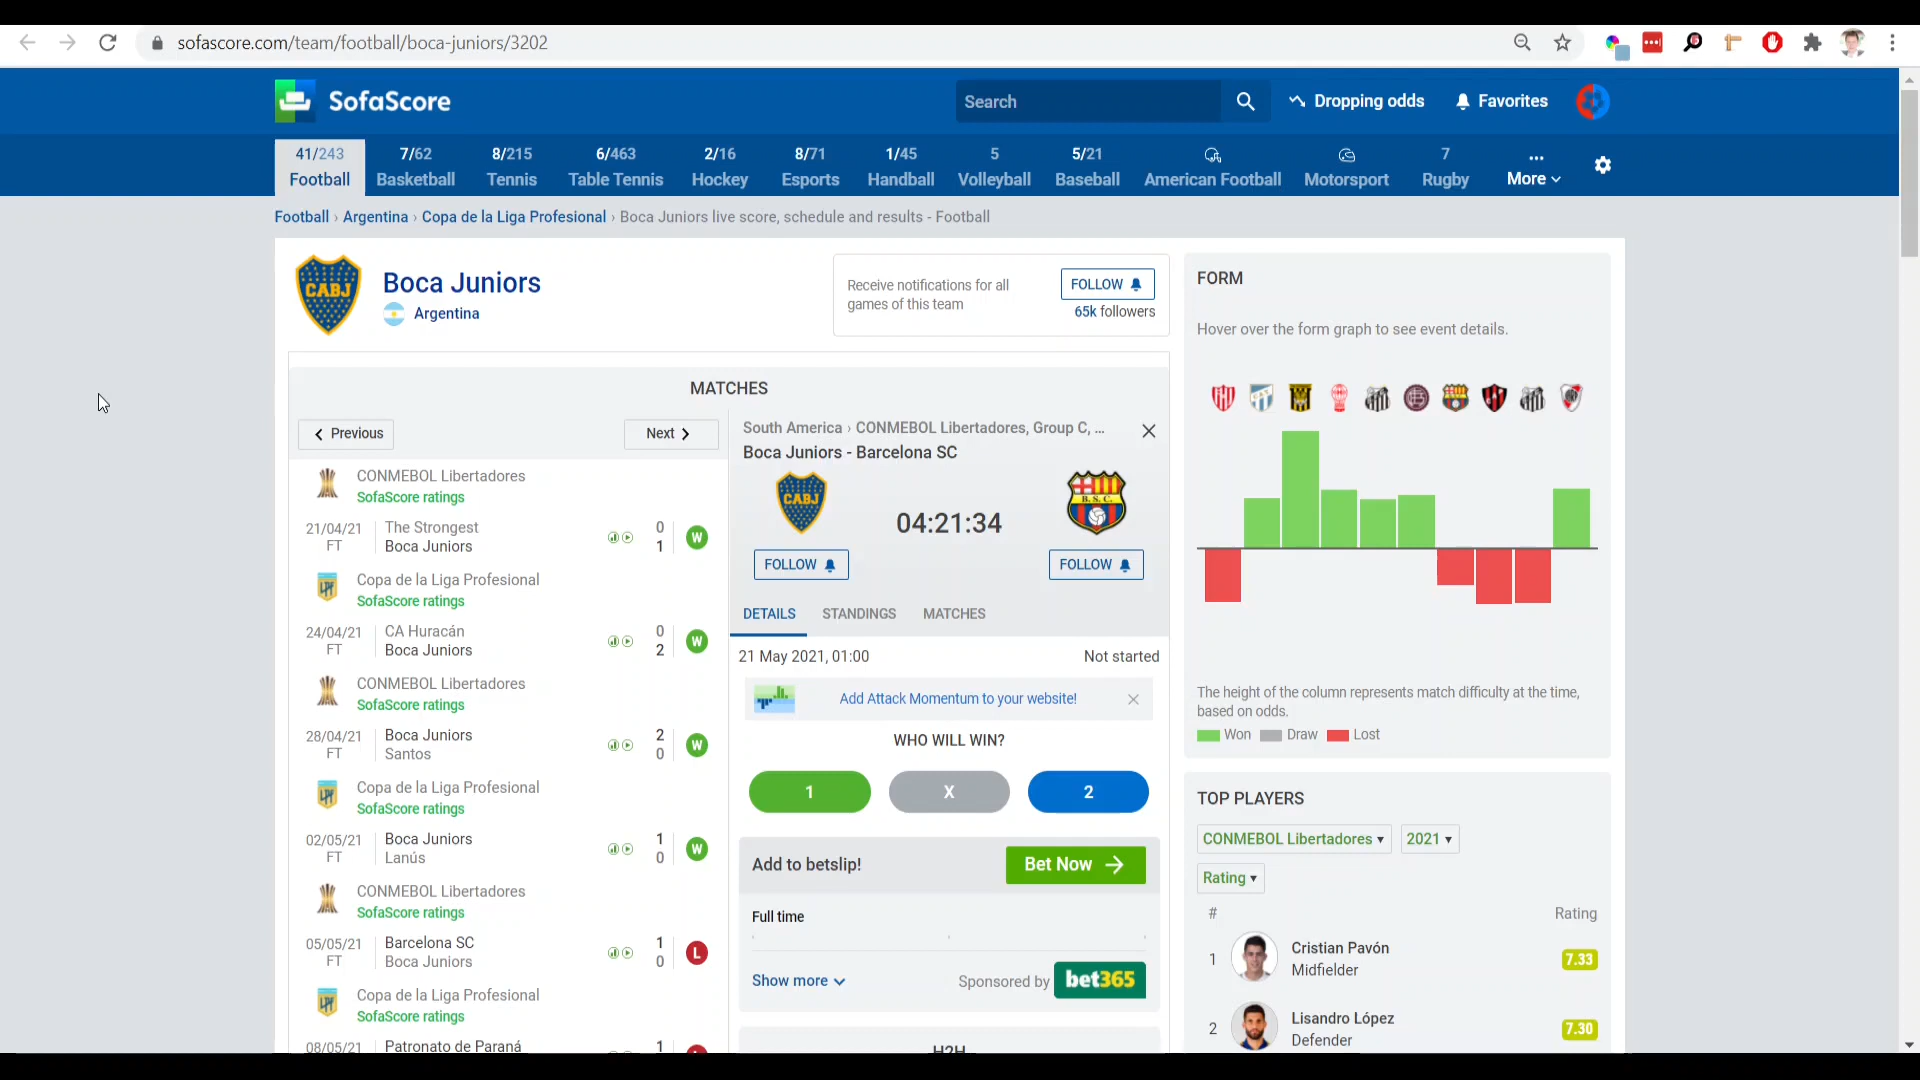 sofascore.com/team/football/boca-juniors/3202
SofaScore
Search
Dropping odds
Favorites
41/243
Football
7/62
Basketball
8/215
Tennis
6/463
Table Tennis
2/16
Hockey
8/71
Esports
1/45
Handball
5
Volleyball
5/21
Baseball
American Football
Motorsport
7
Rugby
More
Football › Argentina › Copa de la Liga Profesional › Boca Juniors live score, schedule and results - Football
CABJ
Boca Juniors
Argentina
Receive notifications for all
games of this team
FOLLOW
65k followers
MATCHES
Previous
Next
CONMEBOL Libertadores
SofaScore ratings
21/04/21
FT
The Strongest
Boca Juniors
0
1
W
Copa de la Liga Profesional
SofaScore ratings
24/04/21
FT
CA Huracán
Boca Juniors
0
2
W
CONMEBOL Libertadores
SofaScore ratings
28/04/21
FT
Boca Juniors
Santos
2
0
W
Copa de la Liga Profesional
SofaScore ratings
02/05/21
FT
Boca Juniors
Lanús
1
0
W
CONMEBOL Libertadores
SofaScore ratings
05/05/21
FT
Barcelona SC
Boca Juniors
1
0
L
Copa de la Liga Profesional
SofaScore ratings
08/05/21
Patronato de Paraná
1
L
South America › CONMEBOL Libertadores, Group C, ...
Boca Juniors - Barcelona SC
CABJ
04:21:34
B.S.C.
FOLLOW
FOLLOW
DETAILS
STANDINGS
MATCHES
21 May 2021, 01:00
Not started
Add Attack Momentum to your website!
WHO WILL WIN?
1
X
2
Add to betslip!
Bet Now
Full time
Show more
Sponsored by
bet365
H2H
FORM
Hover over the form graph to see event details.
The height of the column represents match difficulty at the time,
based on odds.
Won
Draw
Lost
TOP PLAYERS
CONMEBOL Libertadores
2021
Rating
#
Rating
1
Cristian Pavón
Midfielder
7.33
2
Lisandro López
Defender
7.30